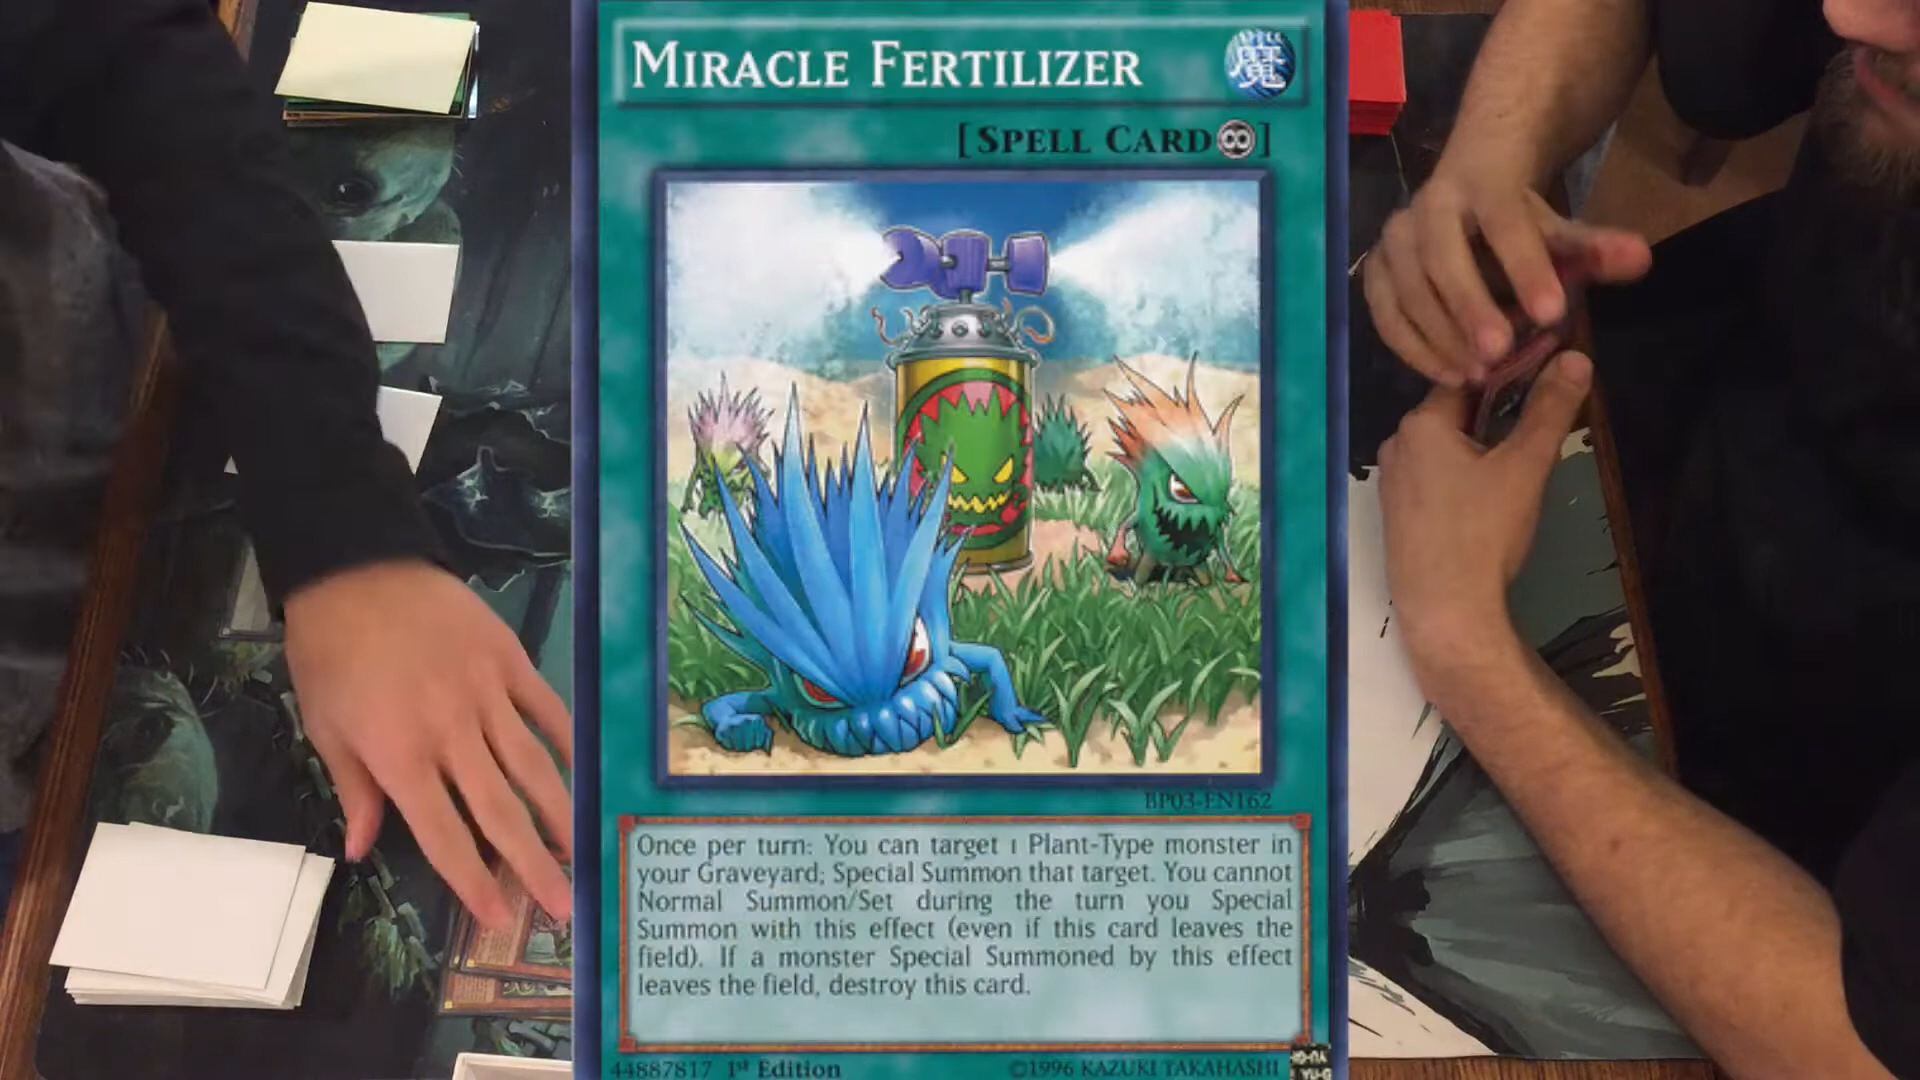 MIRACLE FERTILIZER
魔
[SPELL CARD∞]
BP03-EN162
Once per turn: You can target 1 Plant-Type monster in
your Graveyard; Special Summon that target. You cannot
Normal Summon/Set during the turn you Special
Summon with this effect (even if this card leaves the
field). If a monster Special Summoned by this effect
leaves the field, destroy this card.
44887817 1st Edition
©1996 KAZUKI TAKAHASHI